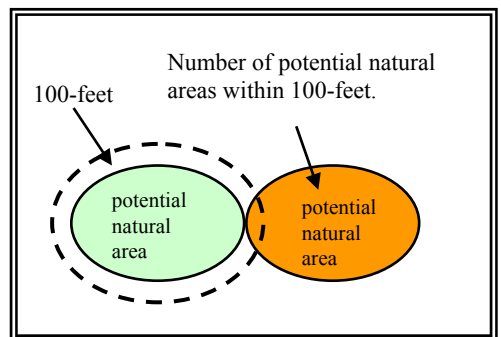 Number of potential natural
areas within 100-feet.
100-feet
potential
natural
area
potential
natural
area